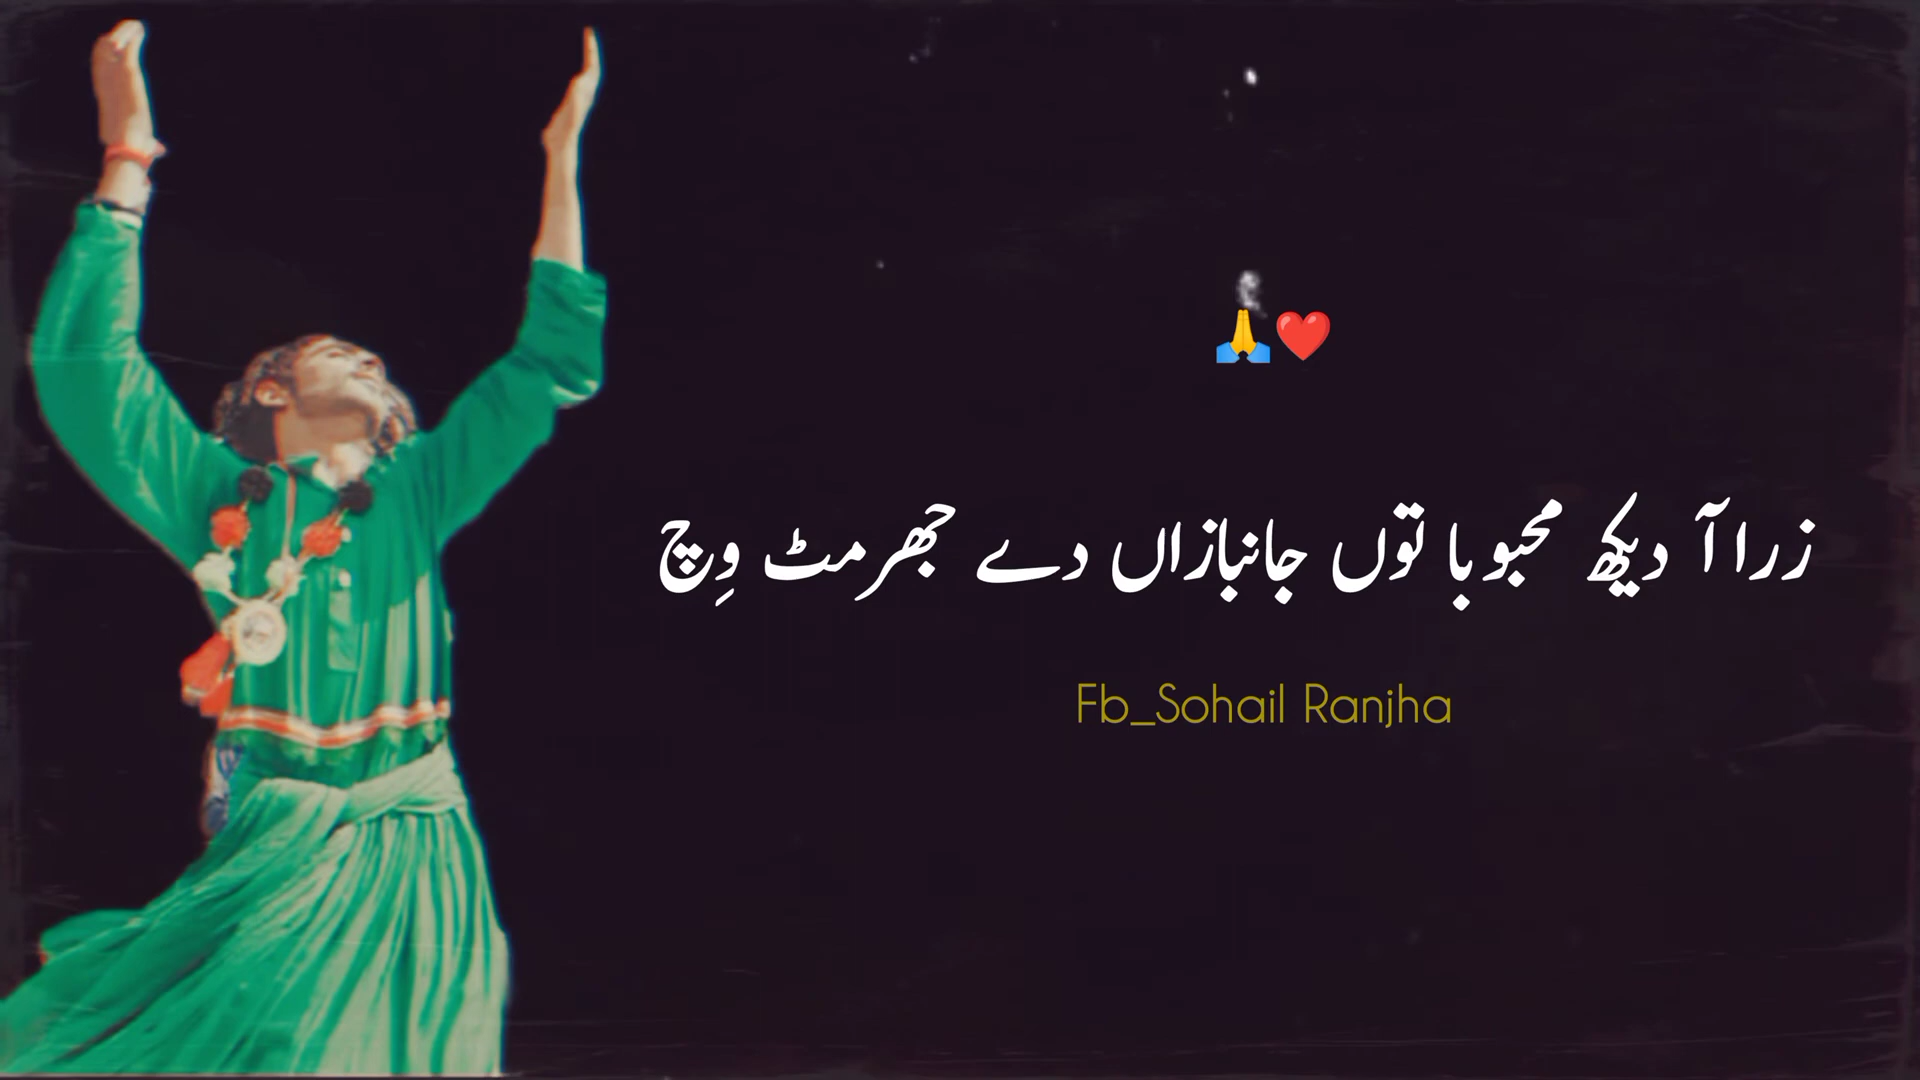 🙏❤️
زرا آ دیکھ محبوبا توں جانبازاں دے جھرمٹ وِچ
Fb_Sohail Ranjha